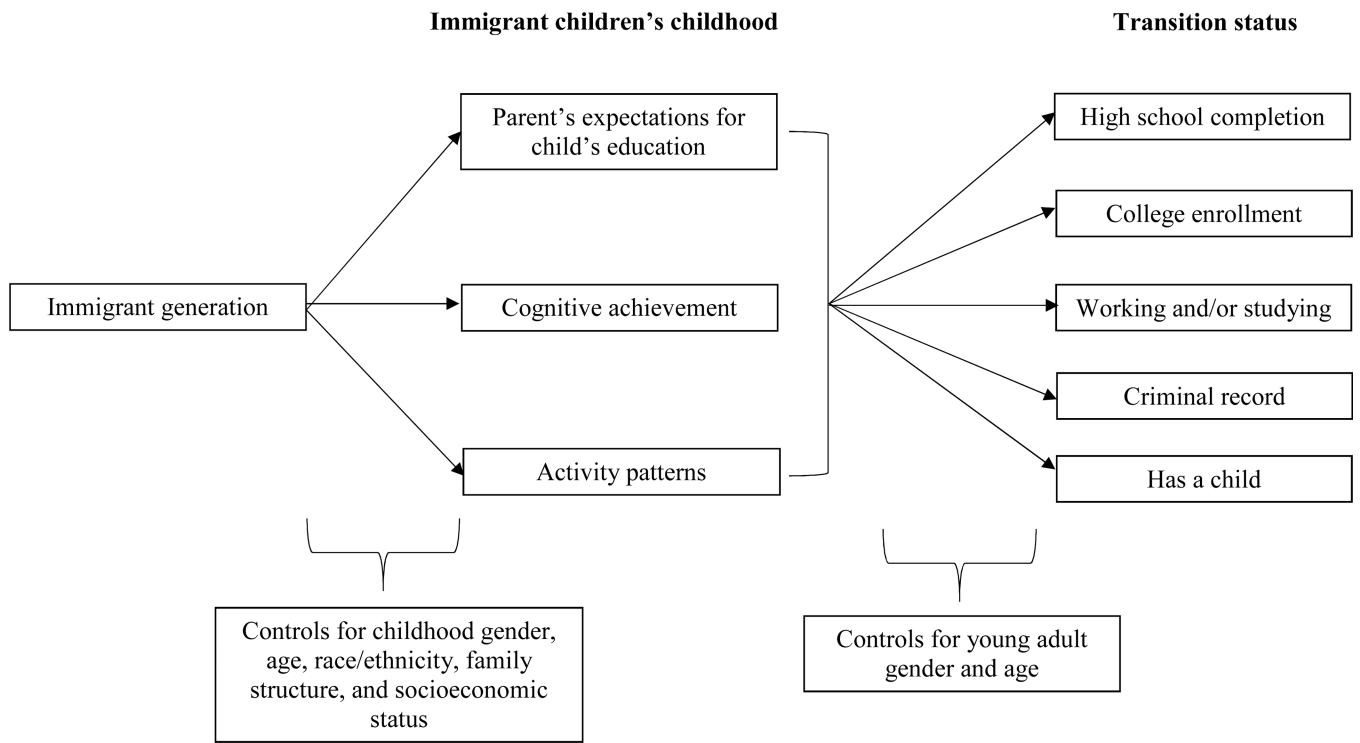 Immigrant children's childhood
Transition status
Immigrant generation
Parent's expectations for
child's education
Cognitive achievement
Activity patterns
High school completion
College enrollment
Working and/or studying
Criminal record
Has a child
Controls for childhood gender,
age, race/ethnicity, family
structure, and socioeconomic
status
Controls for young adult
gender and age